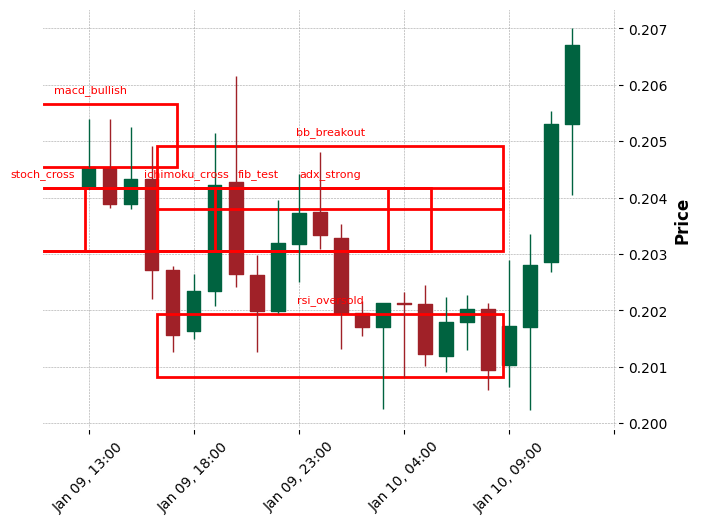 0.207
macd_bullish
0.206
bb_breakout
0.205
stoch_cross ichimoku_cross fib_test adx_strong
0.204
Price
0.203
rsi_oversold
0.202
0.201
0.200
Jan 09, 13:00
Jan 09, 18:00
Jan 09, 23:00
Jan 10, 04:00
Jan 10, 09:00